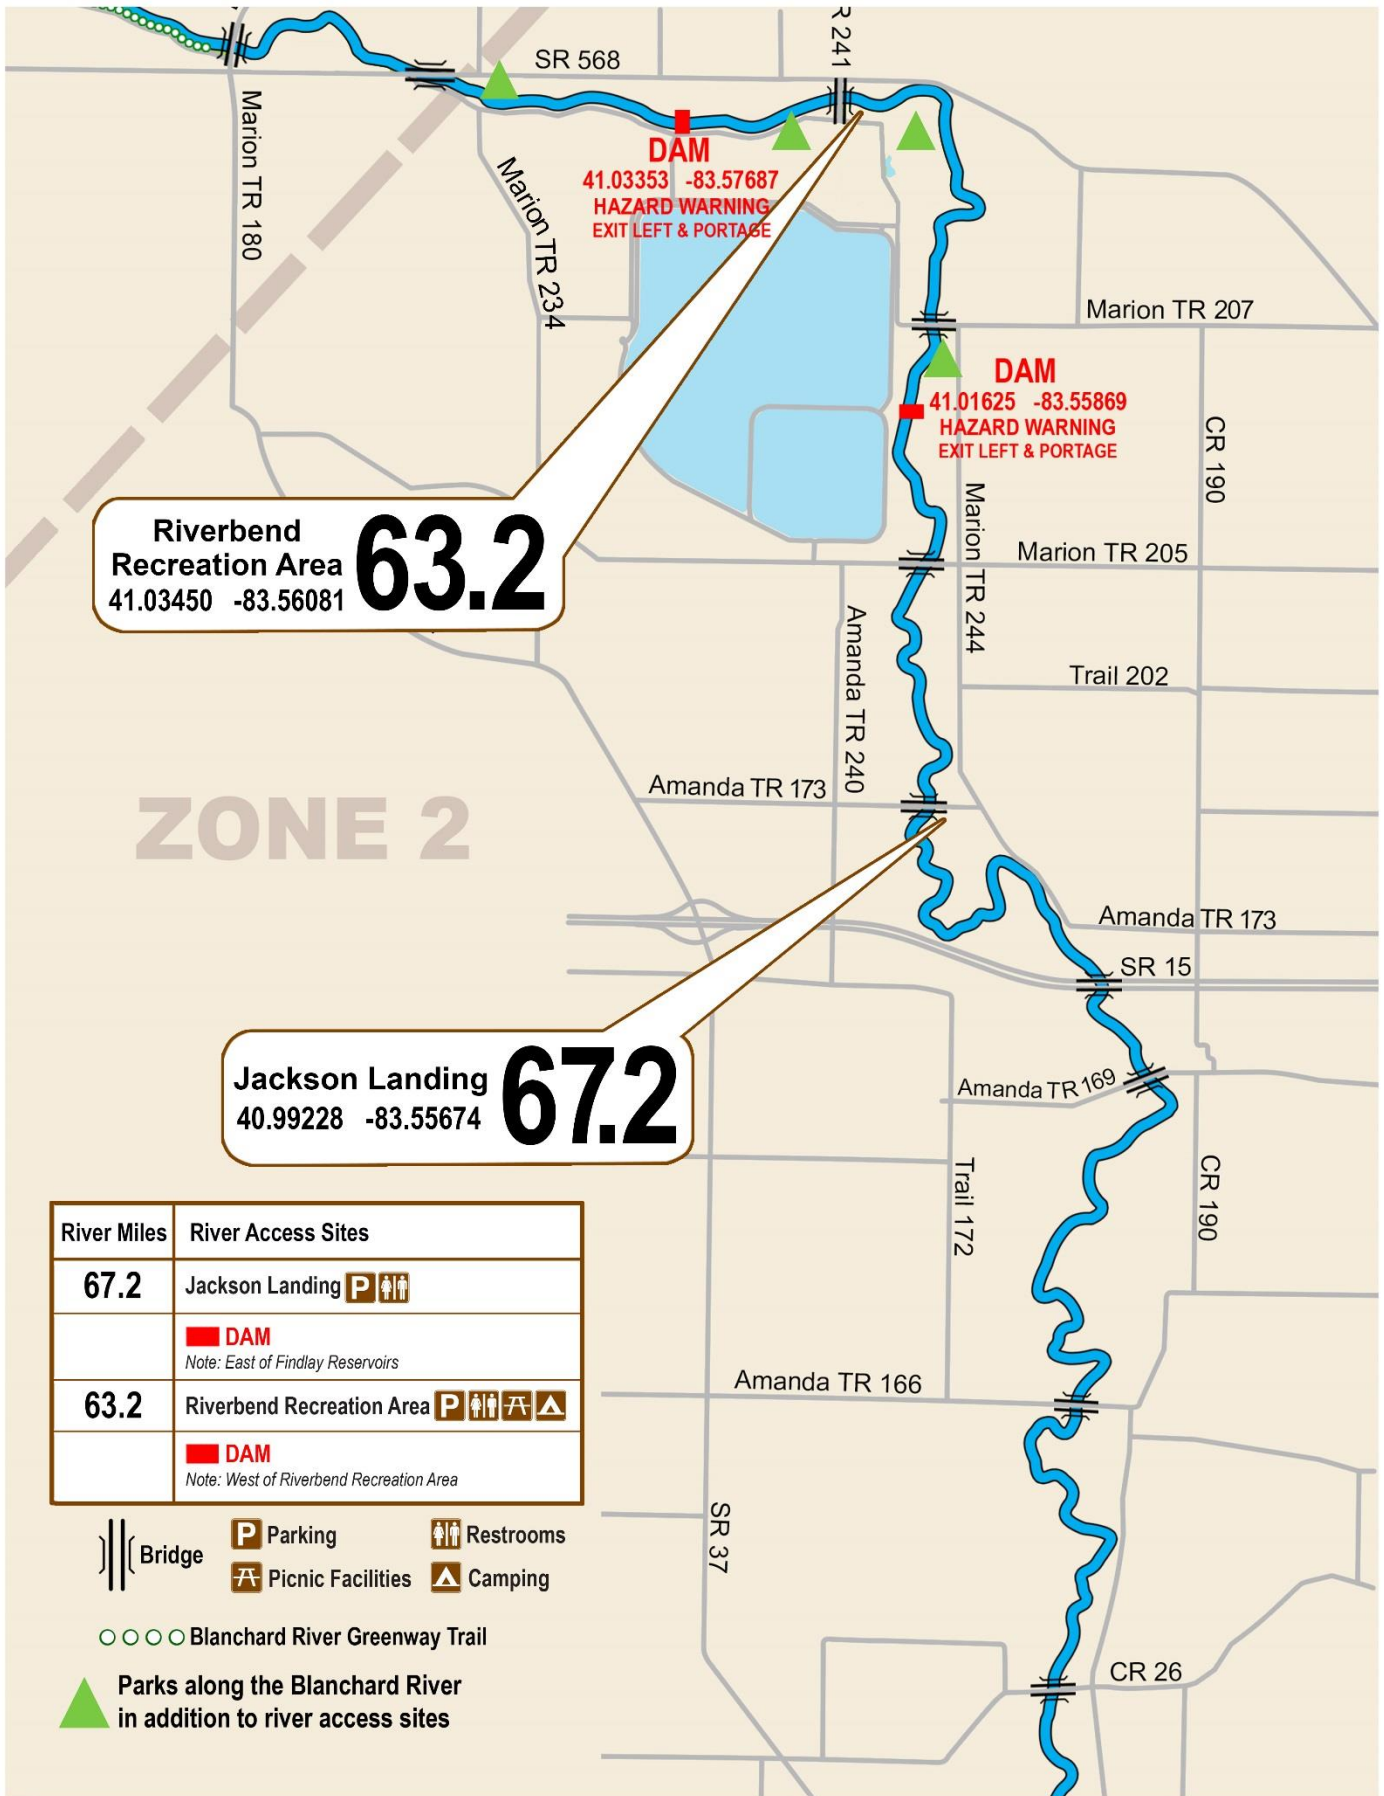 R 241
SR 568
Marion TR 180
Marion TR 234
DAM
41.03353 -83.57687
HAZARD WARNING
EXIT LEFT & PORTAGE
Marion TR 207
DAM
41.01625 -83.55869
HAZARD WARNING
EXIT LEFT & PORTAGE
CR 190
Marion TR 244
Riverbend
Recreation Area
41.03450 -83.56081
63.2
Marion TR 205
Amanda TR 240
Trail 202
Amanda TR 173
ZONE 2
Amanda TR 173
SR 15
Jackson Landing
40.99228 -83.55674
67.2
Amanda TR 169
Trail 172
CR 190
River Miles River Access Sites
67.2 Jackson Landing P
DAM
Note: East of Findlay Reservoirs
63.2 Riverbend Recreation Area P
DAM
Note: West of Riverbend Recreation Area
Amanda TR 166
SR 37
Bridge
P Parking
Restrooms
Picnic Facilities
Camping
Blanchard River Greenway Trail
Parks along the Blanchard River
in addition to river access sites
CR 26